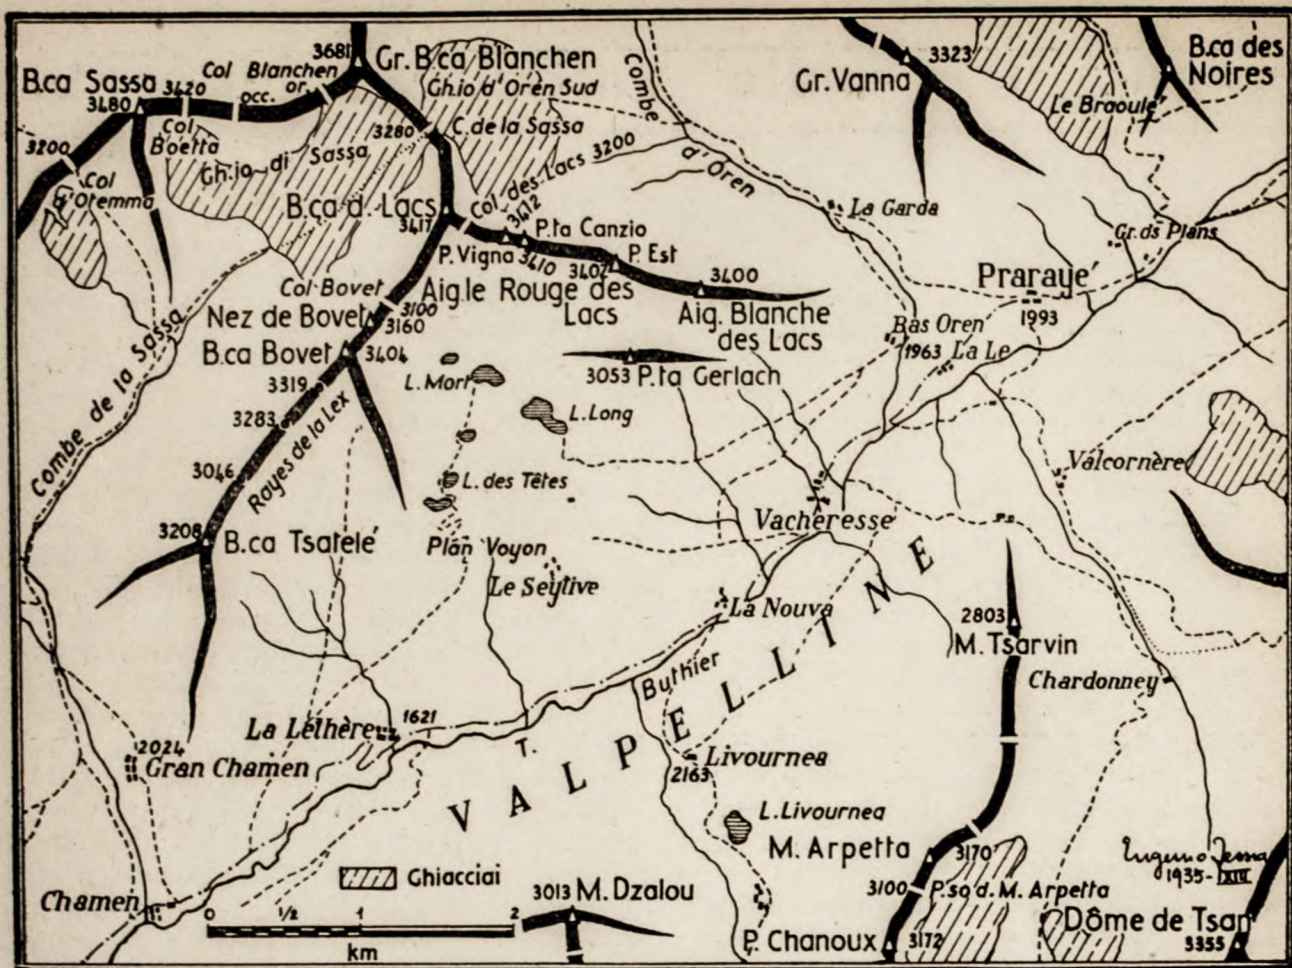 3681
Gr. B.ca Blanchen
3323
Gr. Vanna
B.ca des
Noires
B.ca Sassa
3480
3420
Col Blanchen
occ.
or.
Gh.io d'Oren Sud
Combe
d'Oren
Le Braoulé
3200
Col
d'Otemma
Col
Boetta
Gh.io di Sassa
3280
C. de la Sassa
Col des Lacs 3200
La Garda
B.ca d. Lacs
3417
3412
P.ta Canzio
P. Vigna
3410
P. Est
3402
3400
Gr. ds Plans
Praraye'
1993
Col Bovet
3100
Aig.le Rouge des
Lacs
Aig. Blanche
des Lacs
Nez de Bovet
3160
Bas Oren
1963
La Le
B.ca Bovet
3404
L. Mort
3053 P.ta Gerlach
3319
L. Long
3283
Rayes de la Lex
3046
Combe de la Sassa
L. des Têtes
Valcornère
3208
B.ca Tsatelé
Plan Voyon
Le Seytive
Vacheresse
La Nouva
2803
M. Tsarvin
Chardonney
Buthier
VALPELLINE
La Lèthère
1621
T.
2024
Gran Chamen
Livournea
2163
L. Livournea
M. Arpetta
3170
3100
P.so d. M. Arpetta
Eugenio Fessa
1935-XIV
Ghiacciai
3013 M. Dzalou
Chamen
0 1/2 1 2
km
P. Chanoux
3172
Dôme de Tsan
3355